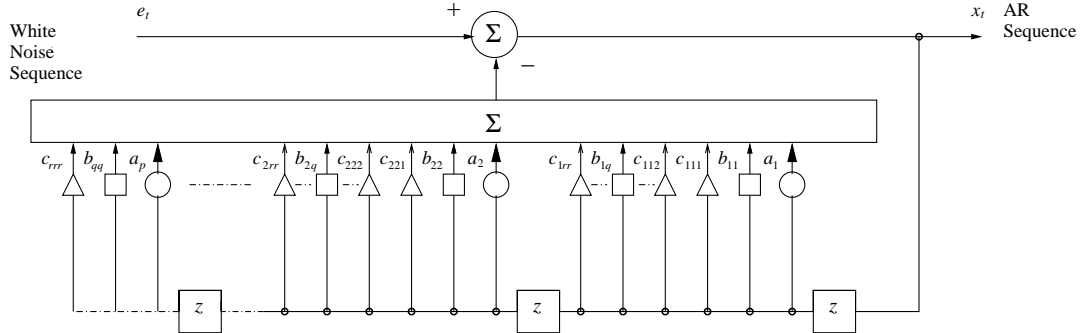 e_t + x_t AR
Sequence
White
Noise
Sequence
Σ
−
Σ
c_rrr b_qq a_p c_2rr b_2q c_222 c_221 b_22 a_2 c_1rr b_1q c_112 c_111 b_11 a_1
z z z